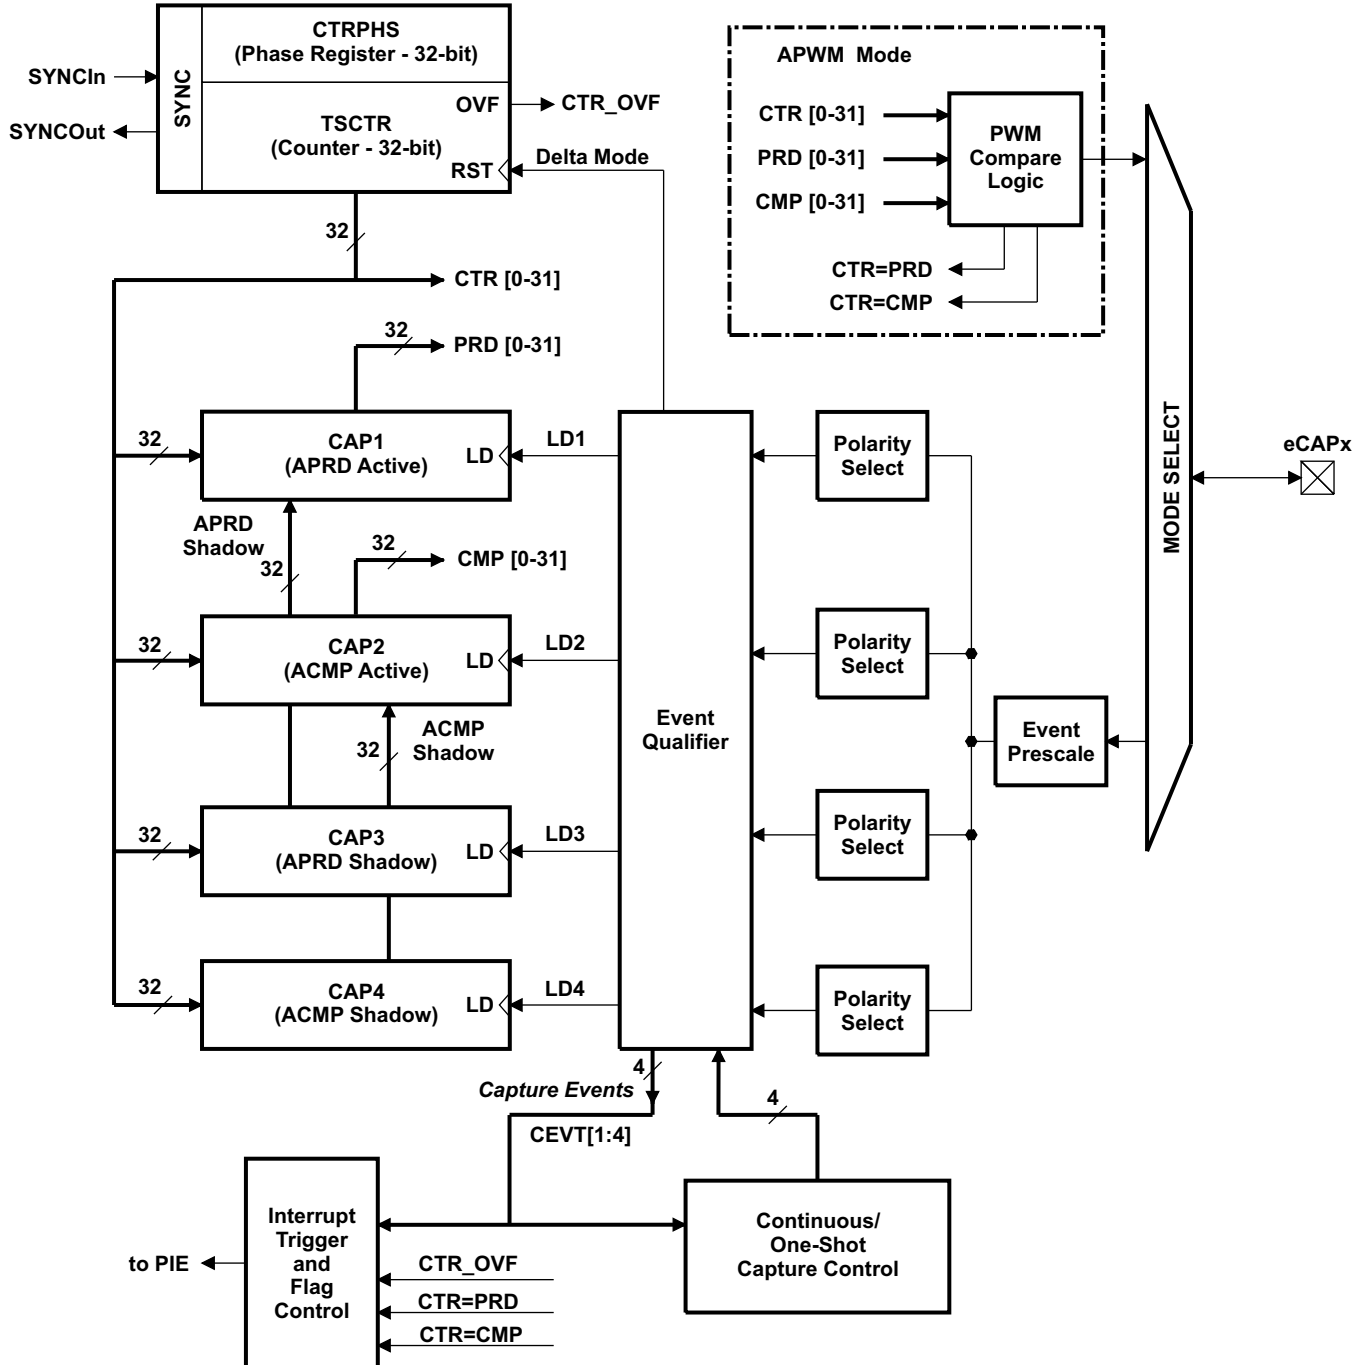 CTRPHS
(Phase Register - 32-bit)
SYNC
SYNCIn
SYNCOut
OVF
CTR_OVF
TSCTR
(Counter - 32-bit)
RST
Delta Mode
32
CTR [0-31]
32
PRD [0-31]
APWM Mode
CTR [0-31]
PRD [0-31]
CMP [0-31]
PWM
Compare
Logic
CTR=PRD
CTR=CMP
MODE SELECT
eCAPx
32
CAP1
(APRD Active)
LD
LD1
Polarity
Select
APRD
Shadow
32
32
CMP [0-31]
32
CAP2
(ACMP Active)
LD
LD2
Polarity
Select
Event
Qualifier
Event
Prescale
ACMP
Shadow
32
32
CAP3
(APRD Shadow)
LD
LD3
Polarity
Select
32
CAP4
(ACMP Shadow)
LD
LD4
Polarity
Select
4
Capture Events
CEVT[1:4]
4
Interrupt
Trigger
and
Flag
Control
to PIE
CTR_OVF
CTR=PRD
CTR=CMP
Continuous/
One-Shot
Capture Control